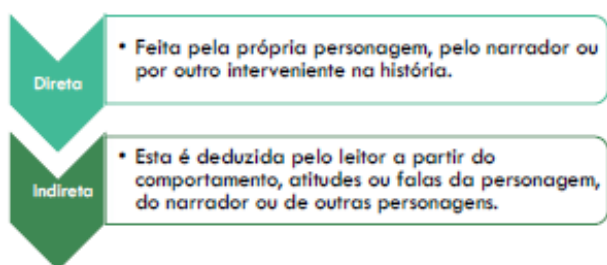 Direta
• Feita pela própria personagem, pelo narrador ou
por outro interveniente na história.
Indireta
• Esta é deduzida pelo leitor a partir do
comportamento, atitudes ou falas da personagem,
do narrador ou de outras personagens.